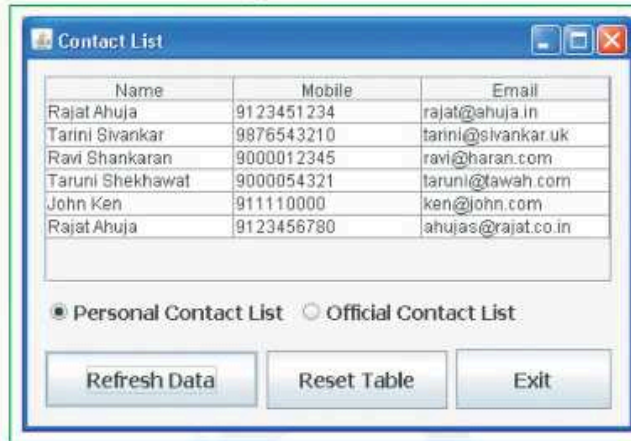 Contact List
Name Mobile Email
Rajat Ahuja 9123451234 rajat@ahuja.in
Tarini Sivankar 9876543210 tarini@sivankar.uk
Ravi Shankaran 9000012345 ravi@haran.com
Taruni Shekhawat 9000054321 taruni@tawah.com
John Ken 911110000 ken@john.com
Rajat Ahuja 9123456780 ahujas@rajat.co.in
Personal Contact List Official Contact List
Refresh Data Reset Table Exit